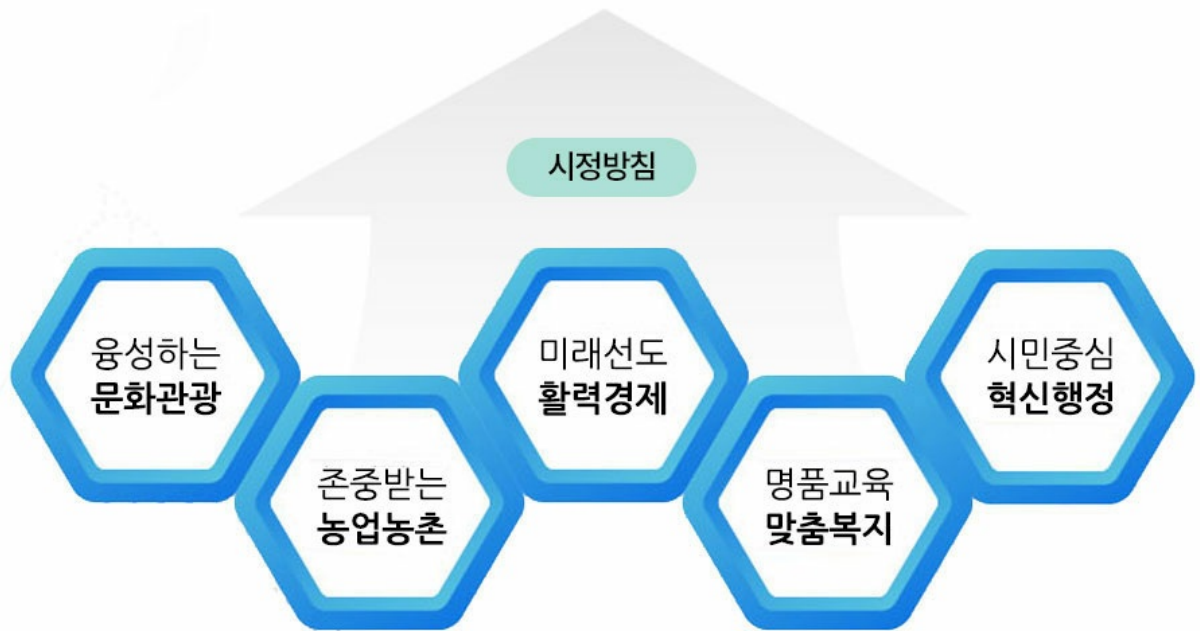 시정방침
융성하는
문화관광
존중받는
농업농촌
미래선도
활력경제
명품교육
맞춤복지
시민중심
혁신행정